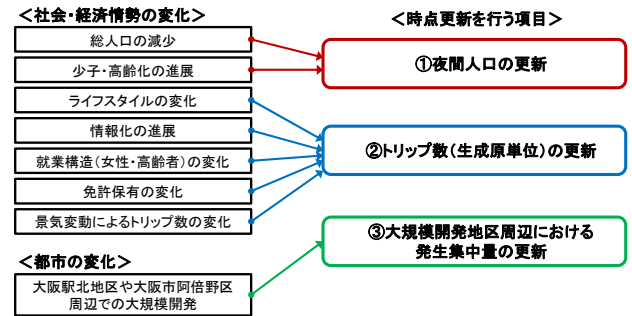 ＜社会・経済情勢の変化＞
総人口の減少
少子・高齢化の進展
ライフスタイルの変化
情報化の進展
就業構造（女性・高齢者）の変化
免許保有の変化
景気変動によるトリップ数の変化
＜都市の変化＞
大阪駅北地区や大阪市阿倍野区
周辺での大規模開発
＜時点更新を行う項目＞
①夜間人口の更新
②トリップ数（生成原単位）の更新
③大規模開発地区周辺における
発生集中量の更新